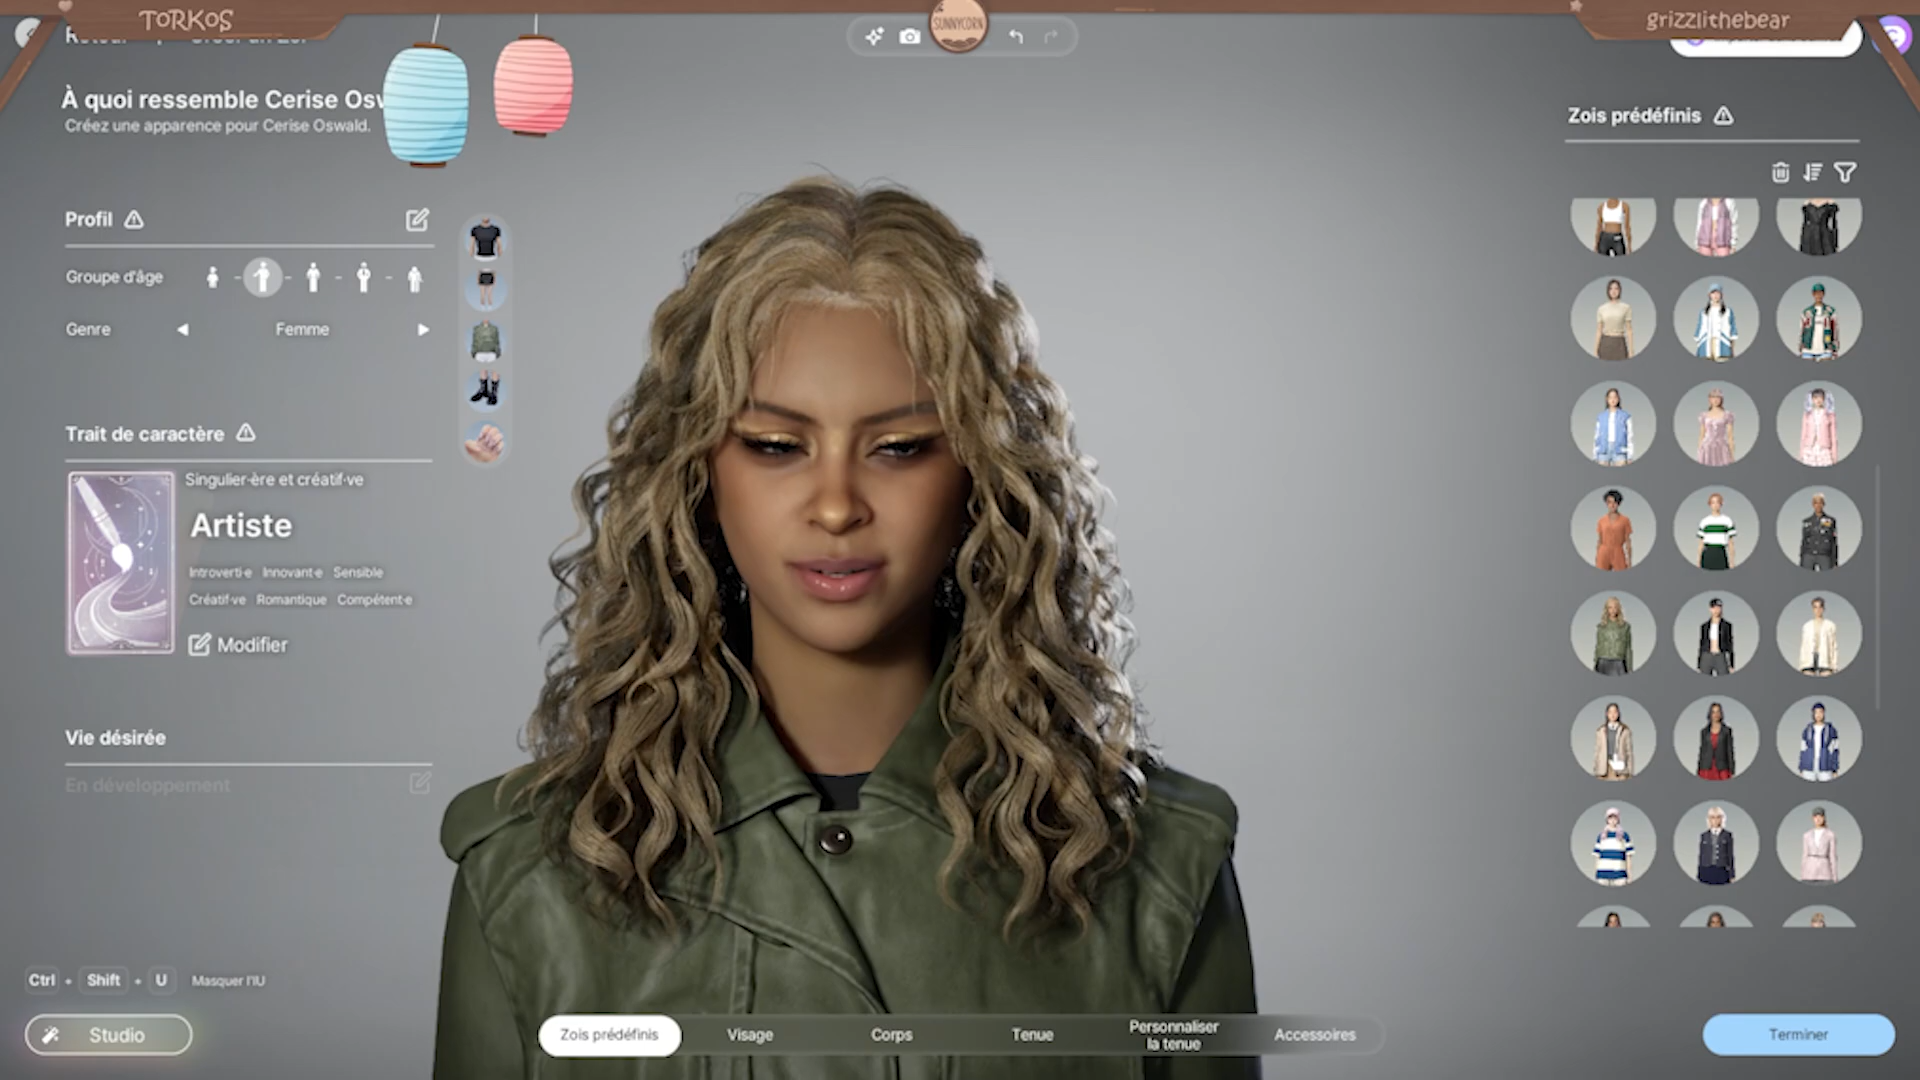 TORKOS
SUNNYCORN
grizzlithebear
À quoi ressemble Cerise Osw
Créez une apparence pour Cerise Oswald.
Zois prédéfinis
Profil
Groupe d'âge
Genre
Femme
Trait de caractère
Singulier·ère et créatif·ve
Artiste
Introverti·e Innovant·e Sensible
Créatif·ve Romantique Compétent·e
Modifier
Vie désirée
En développement
Ctrl + Shift + U Masquer l'IU
Studio
Zois prédéfinis
Visage
Corps
Tenue
Personnaliser
la tenue
Accessoires
Terminer